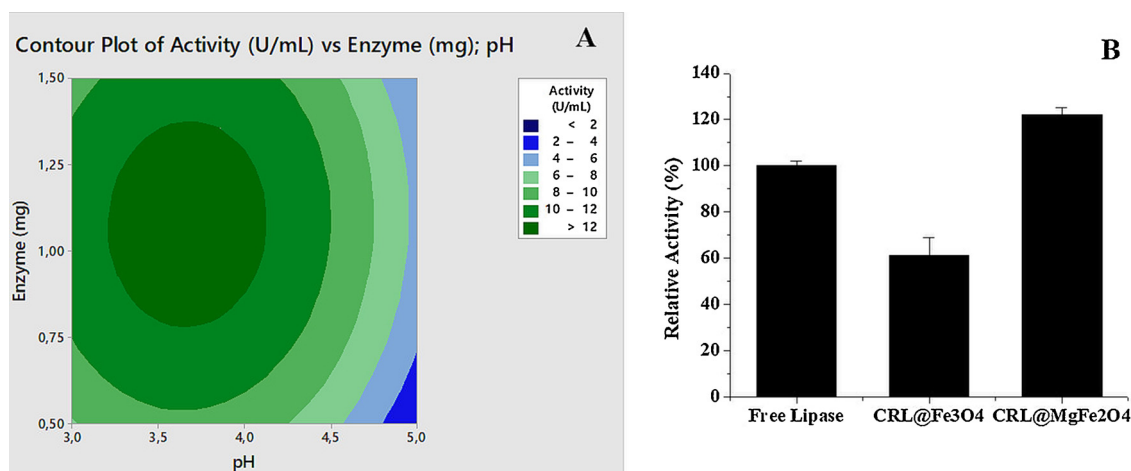 Contour Plot of Activity (U/mL) vs Enzyme (mg); pH
A
1,50
1,25
1,00
0,75
0,50
Enzyme (mg)
3,0 3,5 4,0 4,5 5,0
pH
Activity
(U/mL)
< 2
2 – 4
4 – 6
6 – 8
8 – 10
10 – 12
> 12
B
140
120
100
80
60
40
20
0
Relative Activity (%)
Free Lipase CRL@Fe3O4 CRL@MgFe2O4